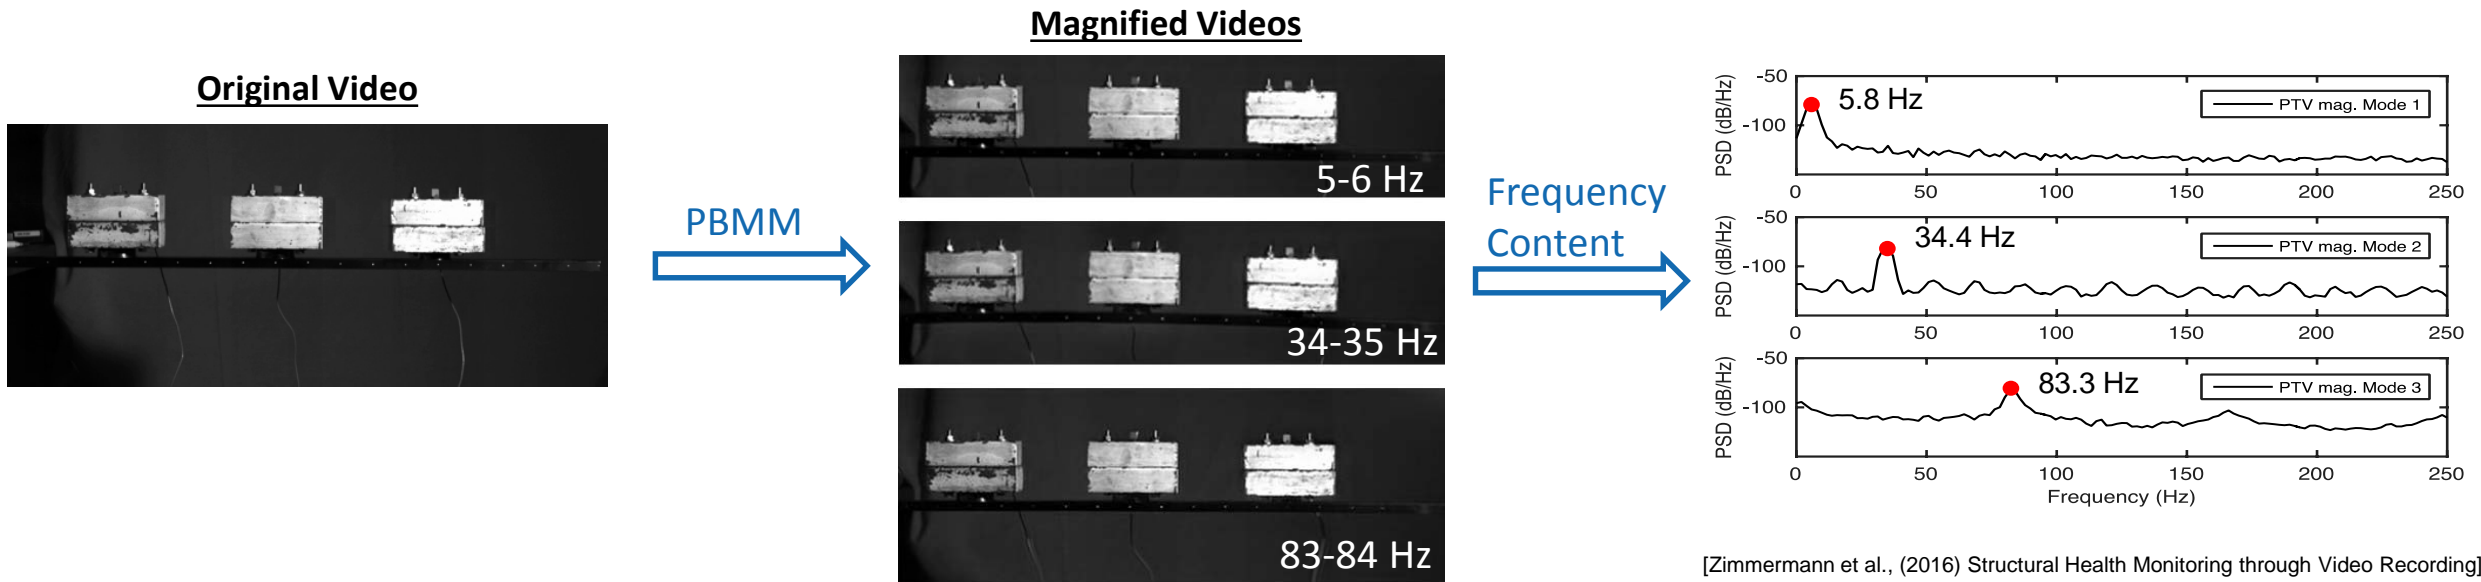 Original Video
PBMM
Magnified Videos
5-6 Hz
34-35 Hz
83-84 Hz
Frequency
Content
-50
-100
PSD (dB/Hz)
5.8 Hz
PTV mag. Mode 1
0 50 100 150 200 250
-50
-100
PSD (dB/Hz)
34.4 Hz
PTV mag. Mode 2
0 50 100 150 200 250
-50
-100
PSD (dB/Hz)
83.3 Hz
PTV mag. Mode 3
0 50 100 150 200 250
Frequency (Hz)
[Zimmermann et al., (2016) Structural Health Monitoring through Video Recording]